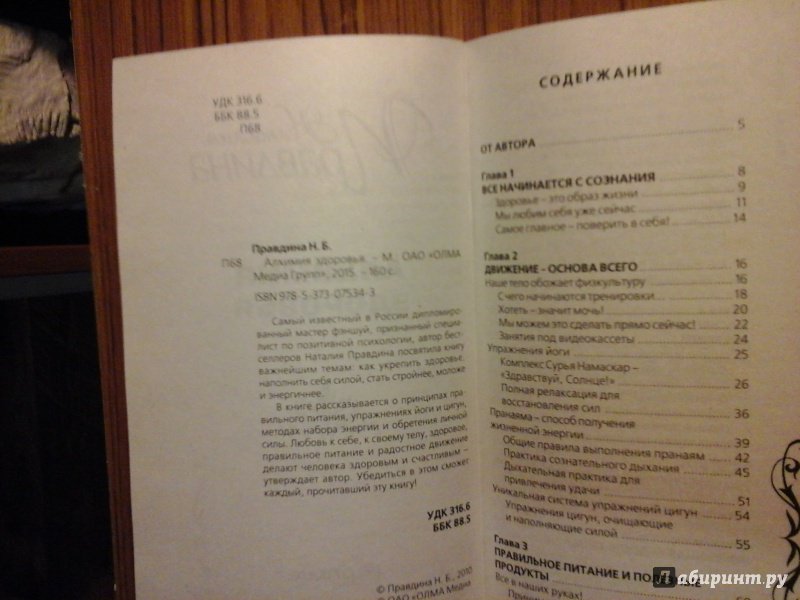 УДК 316.6
ББК 88.5
П68
ПРАВДИНА
Правдина Н. Б.
П68 Алхимия здоровья. – М.: ОАО «ОЛМА
Медиа Групп», 2015. – 160 с.
ISBN 978-5-373-07534-3
Самый известный в России дипломиро-
ванный мастер фэншуй, признанный специа-
лист по позитивной психологии, автор бест-
селлеров Наталия Правдина посвятила книгу
важнейшим темам: как укрепить здоровье,
наполнить себя силой, стать стройнее, моложе
и энергичнее.
В книге рассказывается о принципах пра-
вильного питания, упражнениях йоги и цигун,
методах набора энергии и обретения личной
силы. Любовь к себе, к своему телу, здоровое,
правильное питание и радостное движение
делают человека здоровым и счастливым –
утверждает автор. Убедиться в этом сможет
каждый, прочитавший эту книгу!
УДК 316.6
ББК 88.5
© Правдина Н. Б., 2010
© ОАО «ОЛМА Медиа
СОДЕРЖАНИЕ
ОТ АВТОРА 5
Глава 1
ВСЕ НАЧИНАЕТСЯ С СОЗНАНИЯ 8
Здоровье – это образ жизни 9
Мы любим себя уже сейчас 11
Самое главное – поверить в себя! 14
Глава 2
ДВИЖЕНИЕ - ОСНОВА ВСЕГО 16
Наше тело обожает физкультуру 16
С чего начинаются тренировки 18
Хотеть – значит мочь! 20
Мы можем это сделать прямо сейчас! 22
Занятия под видеокассеты 24
Упражнения йоги 25
Комплекс Сурья Намаскар –
«Здравствуй, Солнце!» 26
Полная релаксация для
восстановления сил 36
Пранаяма – способ получения
жизненной энергии 39
Общие правила выполнения пранаям 42
Практика сознательного дыхания 45
Дыхательная практика для
привлечения удачи 51
Уникальная система упражнений цигун 54
Упражнения цигун, очищающие
и наполняющие силой 55
Глава 3
ПРАВИЛЬНОЕ ПИТАНИЕ И
ПРОДУКТЫ
Все в наших руках!
Лабиринт.ру